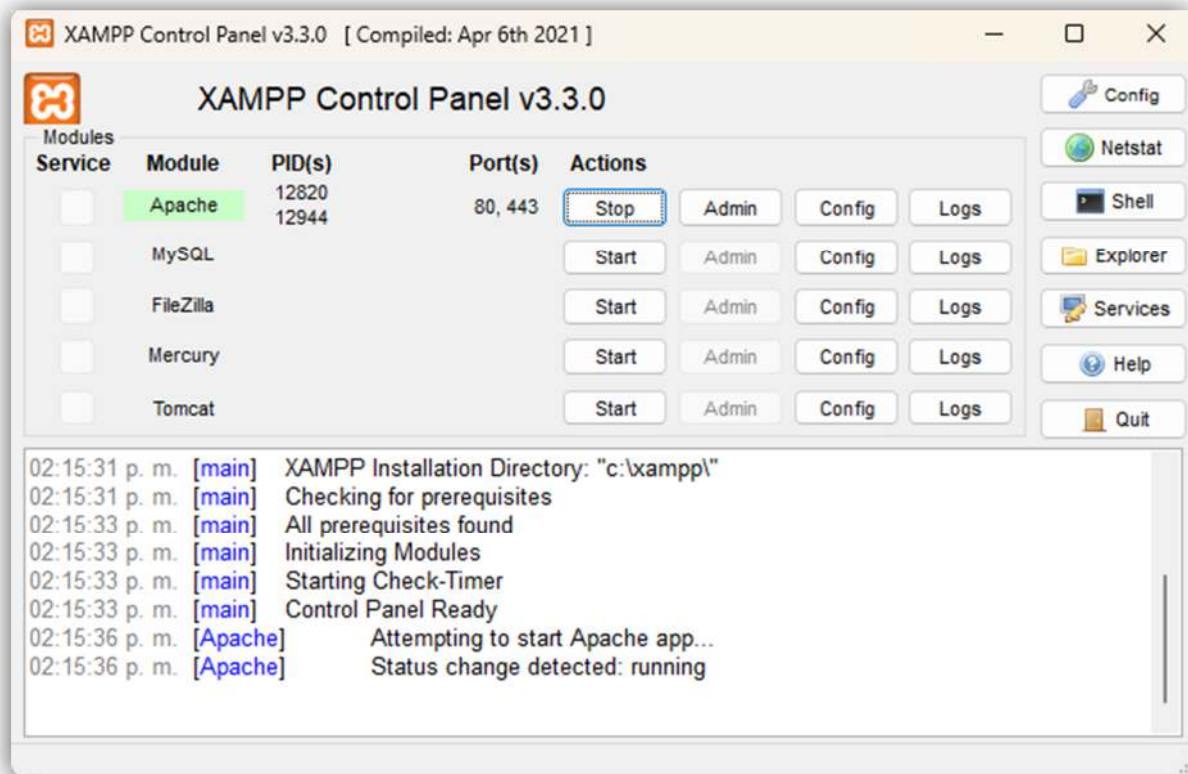 XAMPP Control Panel v3.3.0 [ Compiled: Apr 6th 2021 ]
XAMPP Control Panel v3.3.0
Config
Modules
Service Module PID(s) Port(s) Actions
Netstat
Apache 12820 12944 80, 443 Stop Admin Config Logs
Shell
MySQL Start Admin Config Logs
Explorer
FileZilla Start Admin Config Logs
Services
Mercury Start Admin Config Logs
Help
Tomcat Start Admin Config Logs
Quit
02:15:31 p. m. [main] XAMPP Installation Directory: "c:\xampp\"
02:15:31 p. m. [main] Checking for prerequisites
02:15:33 p. m. [main] All prerequisites found
02:15:33 p. m. [main] Initializing Modules
02:15:33 p. m. [main] Starting Check-Timer
02:15:33 p. m. [main] Control Panel Ready
02:15:36 p. m. [Apache] Attempting to start Apache app...
02:15:36 p. m. [Apache] Status change detected: running